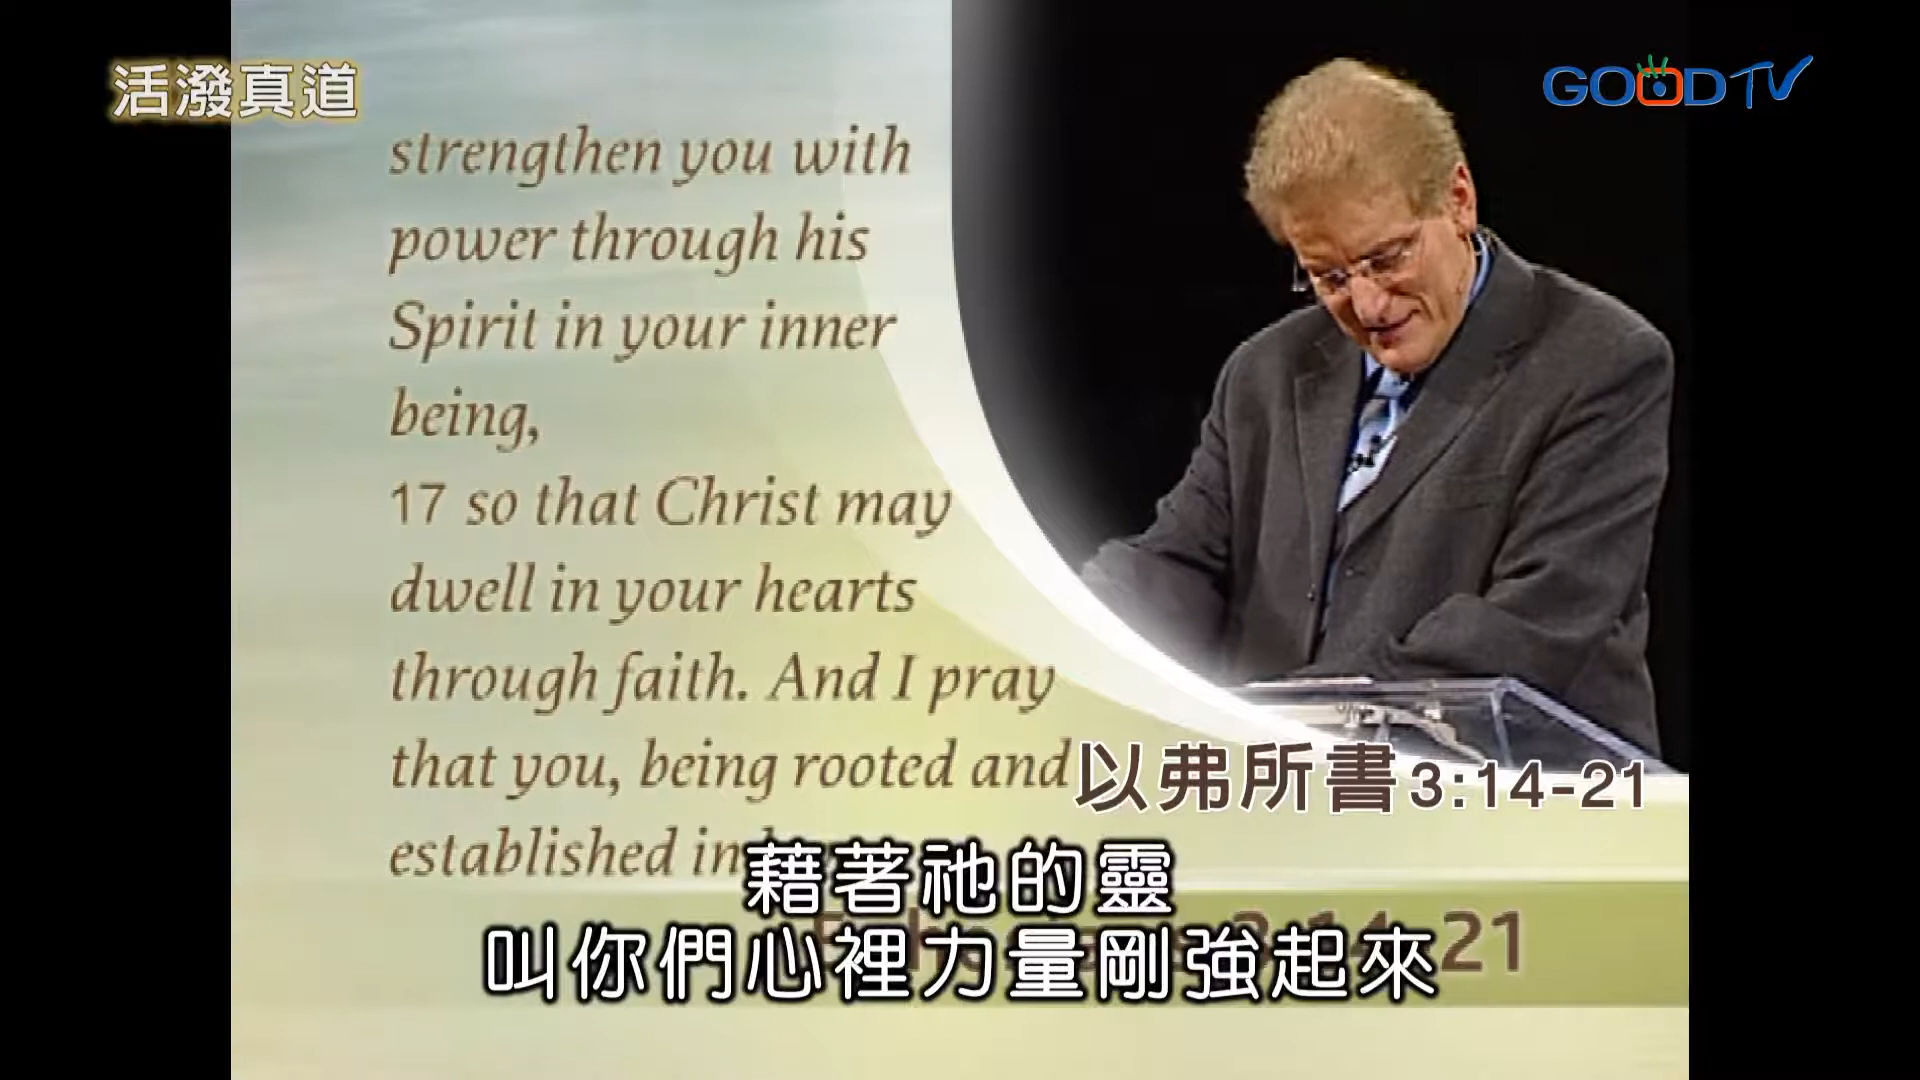 活潑真道
GOODTV
strengthen you with
power through his
Spirit in your inner
being,
17 so that Christ may
dwell in your hearts
through faith. And I pray
that you, being rooted and
established in
以弗所書3:14-21
藉著祂的靈
叫你們心裡力量剛強起來
21